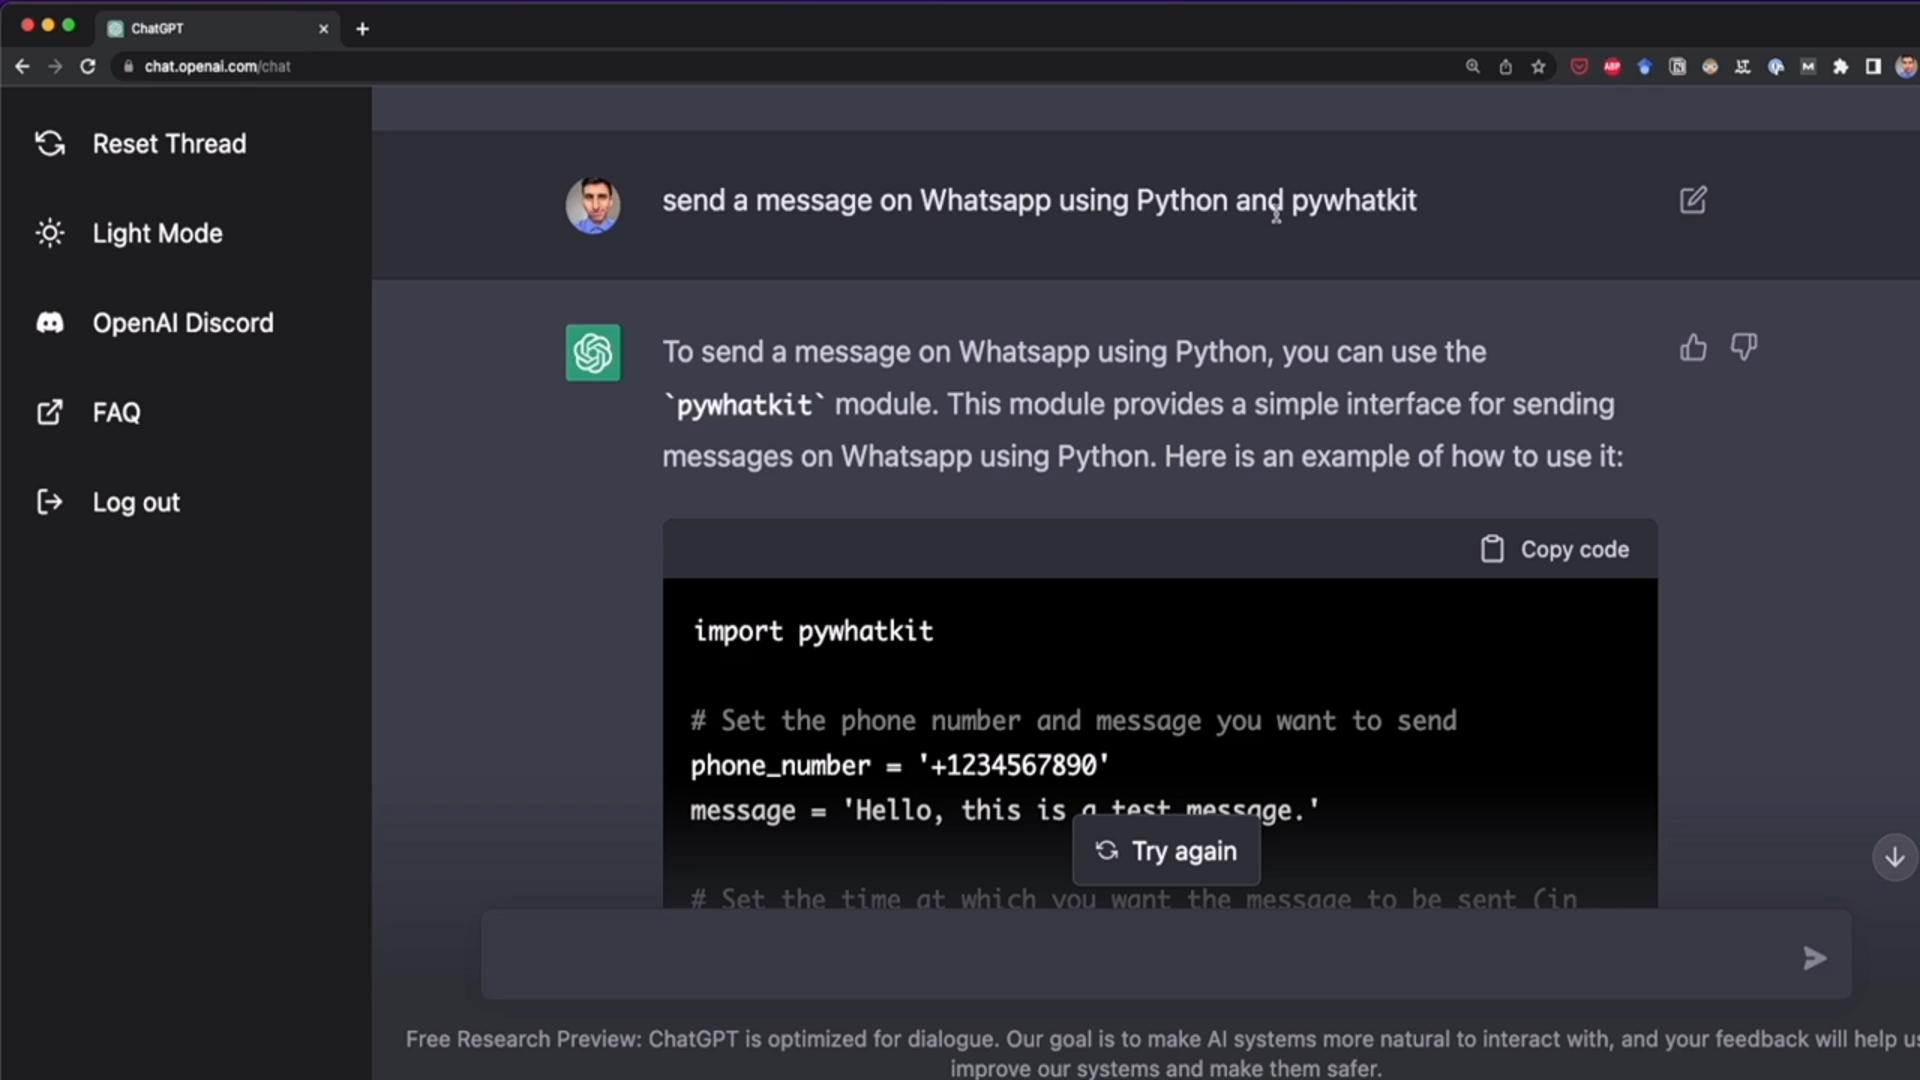 ChatGPT
chat.openai.com/chat
ABP
Reset Thread
Light Mode
OpenAI Discord
FAQ
Log out
send a message on Whatsapp using Python and pywhatkit
To send a message on Whatsapp using Python, you can use the
`pywhatkit` module. This module provides a simple interface for sending
messages on Whatsapp using Python. Here is an example of how to use it:
Copy code
import pywhatkit
# Set the phone number and message you want to send
phone_number = '+1234567890'
message = 'Hello, this is a test message.'
Try again
# Set the time at which you want the message to be sent (in
Free Research Preview: ChatGPT is optimized for dialogue. Our goal is to make AI systems more natural to interact with, and your feedback will help us
improve our systems and make them safer.